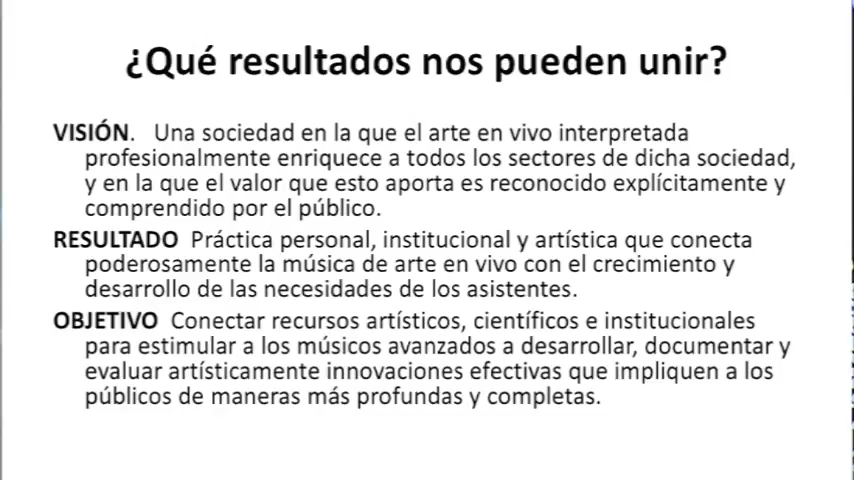 ¿Qué resultados nos pueden unir?
VISIÓN. Una sociedad en la que el arte en vivo interpretada
profesionalmente enriquece a todos los sectores de dicha sociedad,
y en la que el valor que esto aporta es reconocido explícitamente y
comprendido por el público.
RESULTADO Práctica personal, institucional y artística que conecta
poderosamente la música de arte en vivo con el crecimiento y
desarrollo de las necesidades de los asistentes.
OBJETIVO Conectar recursos artísticos, científicos e institucionales
para estimular a los músicos avanzados a desarrollar, documentar y
evaluar artísticamente innovaciones efectivas que impliquen a los
públicos de maneras más profundas y completas.